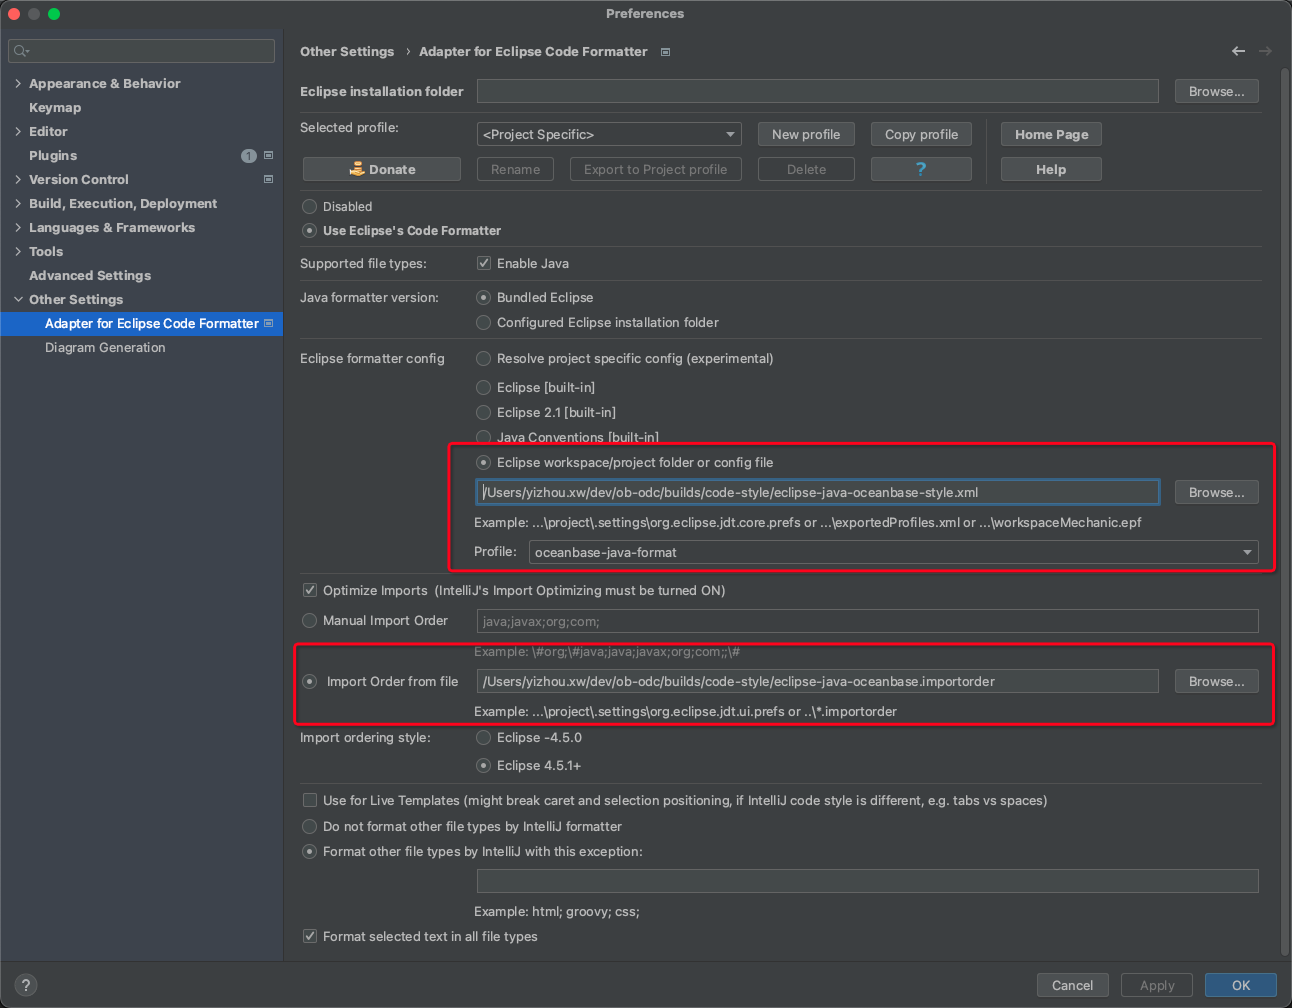 Preferences
Appearance & Behavior
Keymap
Editor
Plugins 1
Version Control
Build, Execution, Deployment
Languages & Frameworks
Tools
Advanced Settings
Other Settings
Adapter for Eclipse Code Formatter
Diagram Generation
Other Settings › Adapter for Eclipse Code Formatter
Eclipse installation folder Browse...
Selected profile: <Project Specific> New profile Copy profile Home Page
Donate Rename Export to Project profile Delete ? Help
Disabled
Use Eclipse's Code Formatter
Supported file types: Enable Java
Java formatter version: Bundled Eclipse
Configured Eclipse installation folder
Eclipse formatter config Resolve project specific config (experimental)
Eclipse [built-in]
Eclipse 2.1 [built-in]
Java Conventions [built-in]
Eclipse workspace/project folder or config file
/Users/yizhou.xw/dev/ob-odc/builds/code-style/eclipse-java-oceanbase-style.xml Browse...
Example: ...\project\.settings\org.eclipse.jdt.core.prefs or ...\exportedProfiles.xml or ...\workspaceMechanic.epf
Profile: oceanbase-java-format
Optimize Imports (IntelliJ's Import Optimizing must be turned ON)
Manual Import Order java;javax;org;com;
Example: \#org;\#java;java;javax;org;com;;\#
Import Order from file /Users/yizhou.xw/dev/ob-odc/builds/code-style/eclipse-java-oceanbase.importorder Browse...
Example: ...\project\.settings\org.eclipse.jdt.ui.prefs or ..\*.importorder
Import ordering style: Eclipse -4.5.0
Eclipse 4.5.1+
Use for Live Templates (might break caret and selection positioning, if IntelliJ code style is different, e.g. tabs vs spaces)
Do not format other file types by IntelliJ formatter
Format other file types by IntelliJ with this exception:
Example: html; groovy; css;
Format selected text in all file types
? Cancel Apply OK